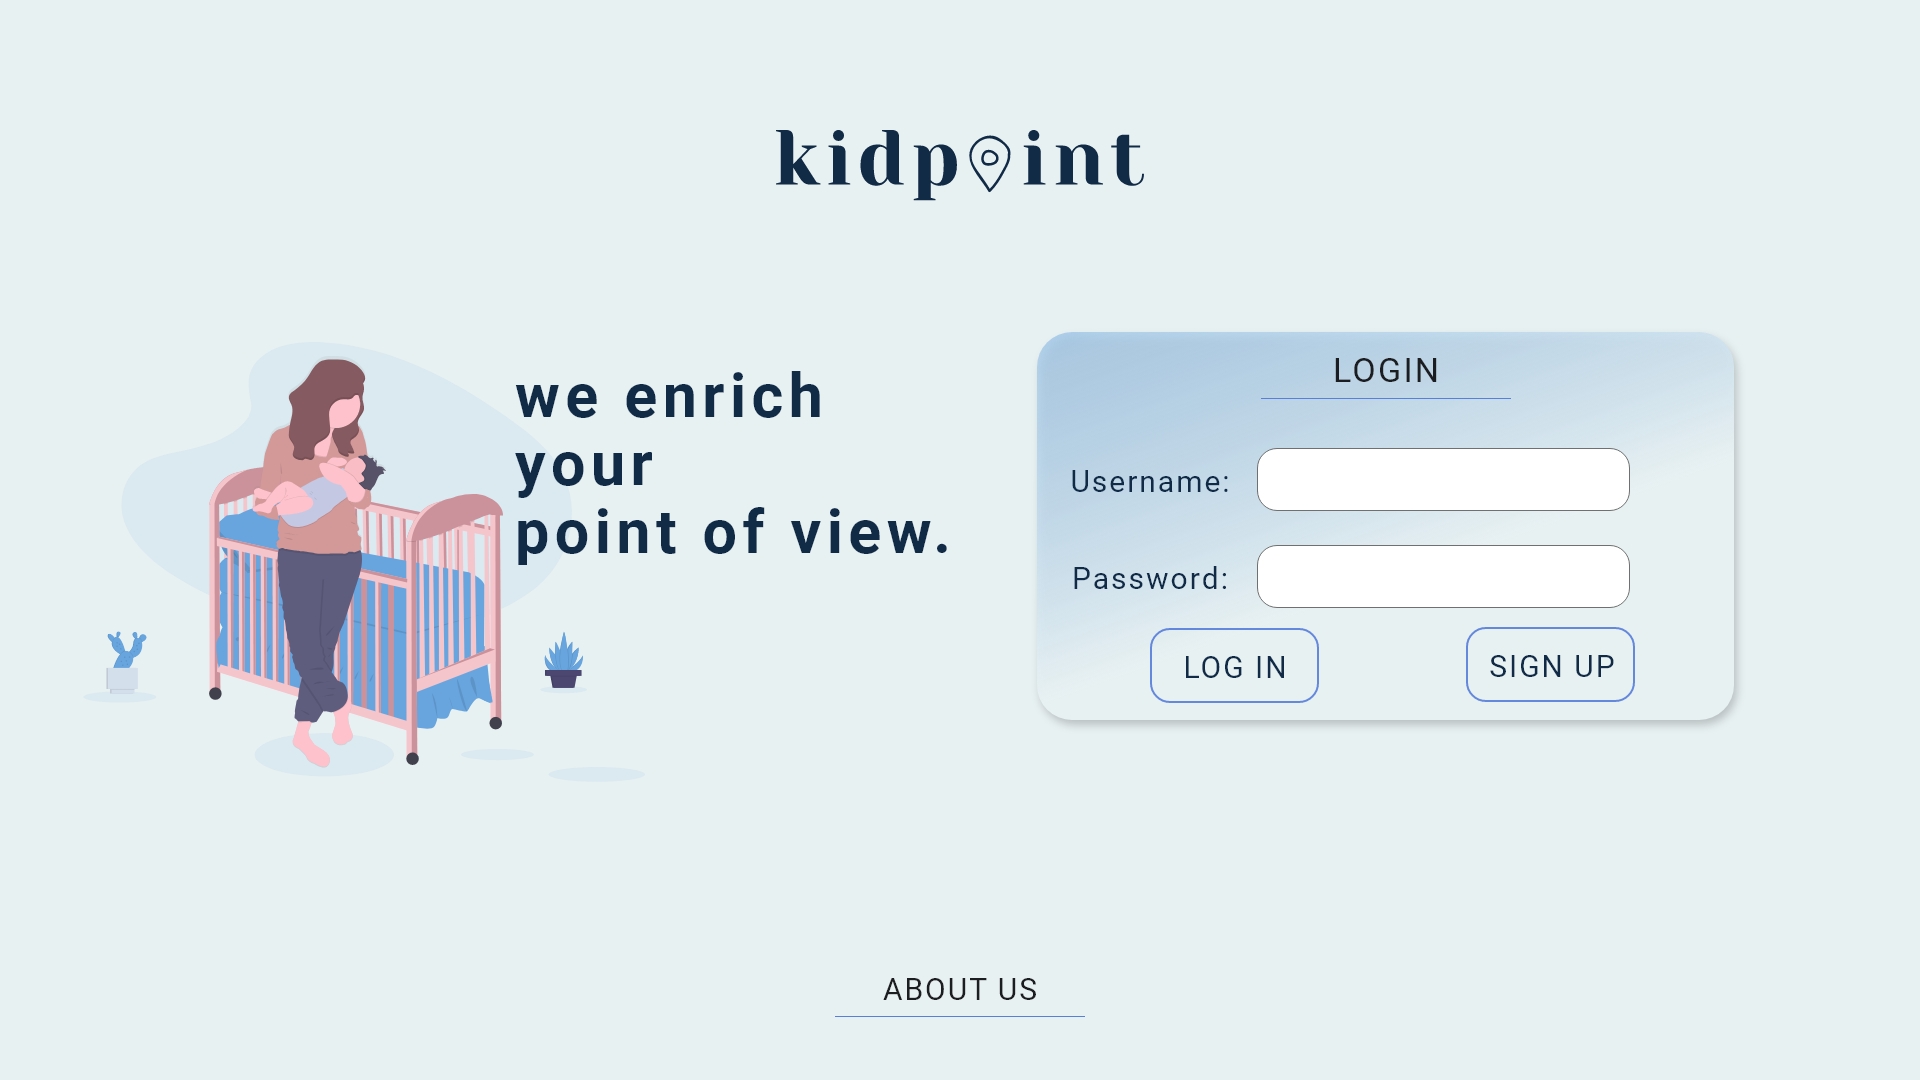 kidpoint
we enrich
your
point of view.
LOGIN
Username:
Password:
LOG IN
SIGN UP
ABOUT US